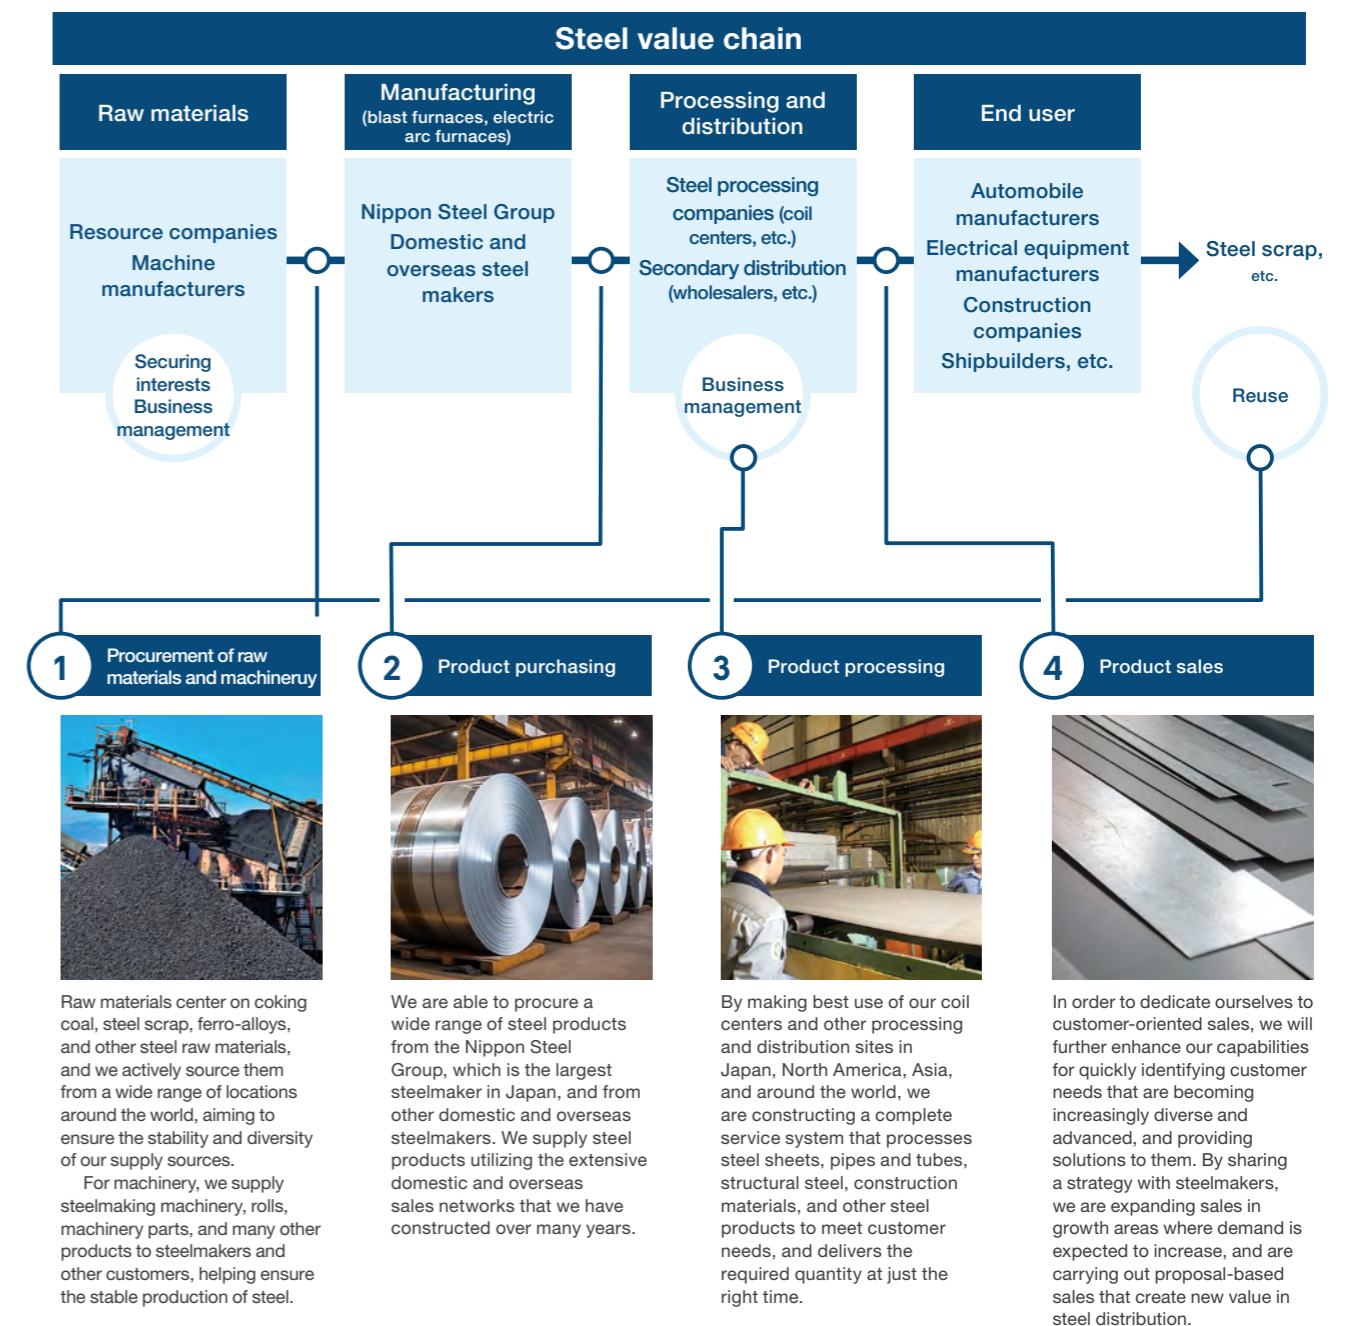 Steel value chain
Raw materials
Manufacturing
(blast furnaces, electric
arc furnaces)
Processing and
distribution
End user
Resource companies
Machine
manufacturers
Securing
interests
Business
management
Nippon Steel Group
Domestic and
overseas steel
makers
Steel processing
companies (coil
centers, etc.)
Secondary distribution
(wholesalers, etc.)
Business
management
Automobile
manufacturers
Electrical equipment
manufacturers
Construction
companies
Shipbuilders, etc.
Steel scrap,
etc.
Reuse
1
Procurement of raw
materials and machineruy
2
Product purchasing
3
Product processing
4
Product sales
Raw materials center on coking
coal, steel scrap, ferro-alloys,
and other steel raw materials,
and we actively source them
from a wide range of locations
around the world, aiming to
ensure the stability and diversity
of our supply sources.
For machinery, we supply
steelmaking machinery, rolls,
machinery parts, and many other
products to steelmakers and
other customers, helping ensure
the stable production of steel.
We are able to procure a
wide range of steel products
from the Nippon Steel
Group, which is the largest
steelmaker in Japan, and from
other domestic and overseas
steelmakers. We supply steel
products utilizing the extensive
domestic and overseas
sales networks that we have
constructed over many years.
By making best use of our coil
centers and other processing
and distribution sites in
Japan, North America, Asia,
and around the world, we
are constructing a complete
service system that processes
steel sheets, pipes and tubes,
structural steel, construction
materials, and other steel
products to meet customer
needs, and delivers the
required quantity at just the
right time.
In order to dedicate ourselves to
customer-oriented sales, we will
further enhance our capabilities
for quickly identifying customer
needs that are becoming
increasingly diverse and
advanced, and providing
solutions to them. By sharing
a strategy with steelmakers,
we are expanding sales in
growth areas where demand is
expected to increase, and are
carrying out proposal-based
sales that create new value in
steel distribution.